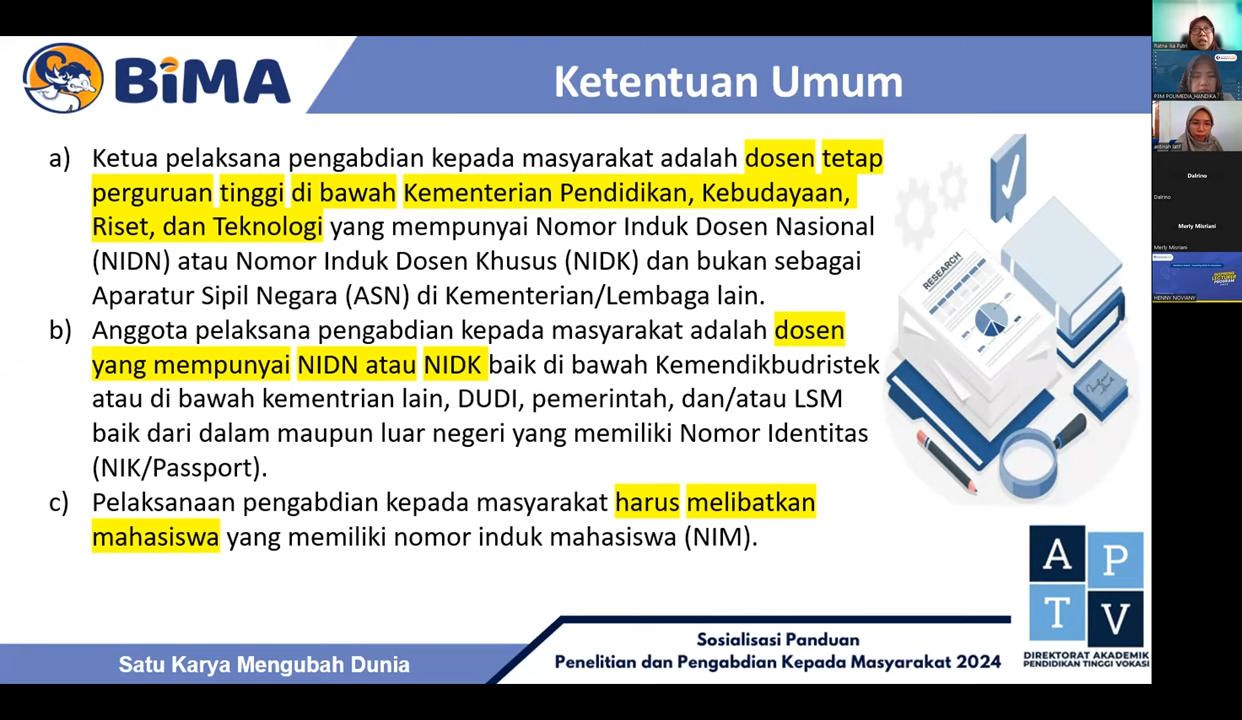 BiMA
Ketentuan Umum
a) Ketua pelaksana pengabdian kepada masyarakat adalah dosen tetap
perguruan tinggi di bawah Kementerian Pendidikan, Kebudayaan,
Riset, dan Teknologi yang mempunyai Nomor Induk Dosen Nasional
(NIDN) atau Nomor Induk Dosen Khusus (NIDK) dan bukan sebagai
Aparatur Sipil Negara (ASN) di Kementerian/Lembaga lain.
b) Anggota pelaksana pengabdian kepada masyarakat adalah dosen
yang mempunyai NIDN atau NIDK baik di bawah Kemendikbudristek
atau di bawah kementrian lain, DUDI, pemerintah, dan/atau LSM
baik dari dalam maupun luar negeri yang memiliki Nomor Identitas
(NIK/Passport).
c) Pelaksanaan pengabdian kepada masyarakat harus melibatkan
mahasiswa yang memiliki nomor induk mahasiswa (NIM).
RESEARCH
A P
T V
DIREKTORAT AKADEMIK
PENDIDIKAN TINGGI VOKASI
Satu Karya Mengubah Dunia
Sosialisasi Panduan
Penelitian dan Pengabdian Kepada Masyarakat 2024
Ratna Ika Putri
P3M POLIMEDIA_HANDIKA
Dalrino
Dalrino
Merly Misriani
Merly Misriani
HENNY NOVIANY